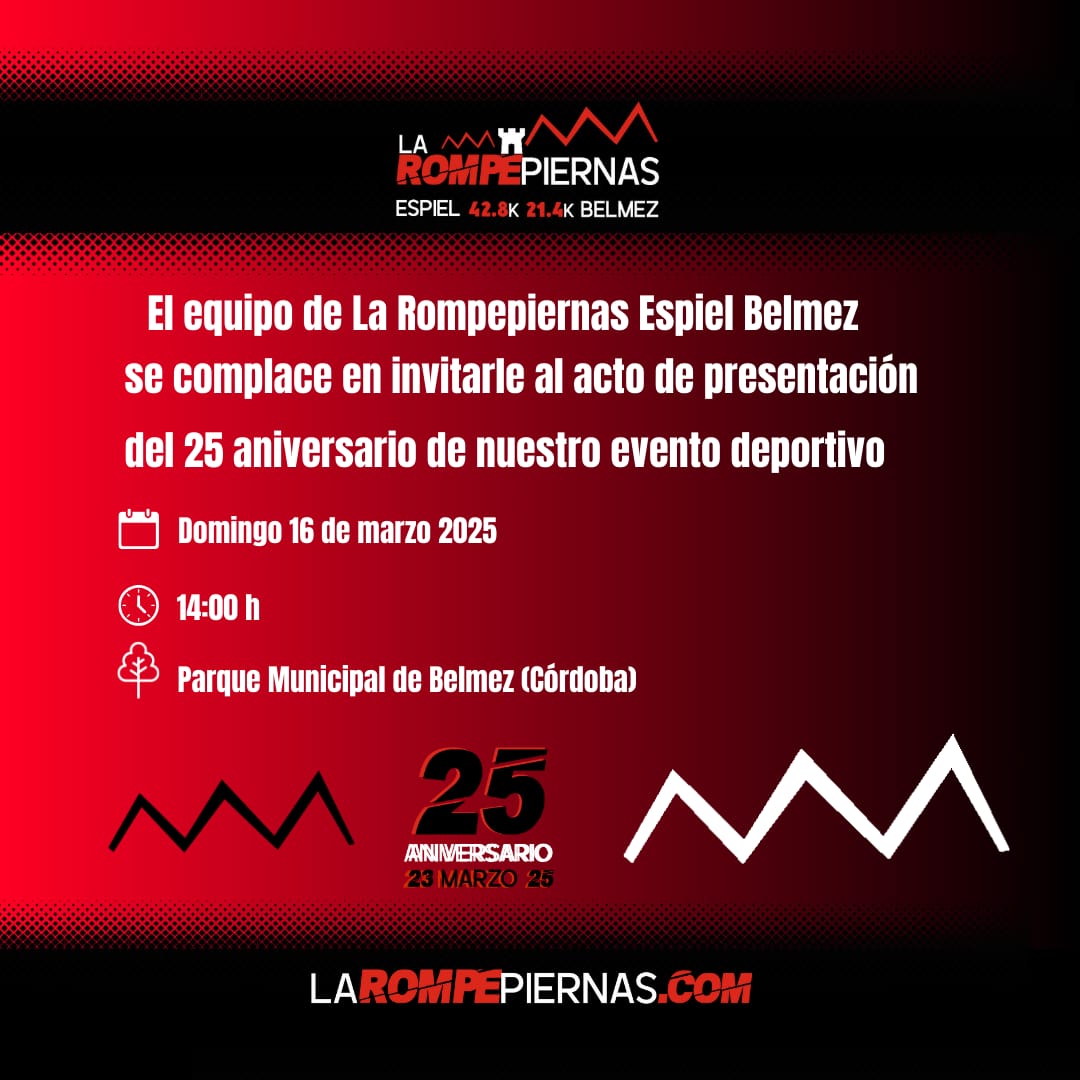 LA
ROMPEPIERNAS
ESPIEL 42.8K 21.4K BELMEZ
El equipo de La Rompepiernas Espiel Belmez
se complace en invitarle al acto de presentación
del 25 aniversario de nuestro evento deportivo
Domingo 16 de marzo 2025
14:00 h
Parque Municipal de Belmez (Córdoba)
25
ANIVERSARIO
23 MARZO 25
LAROMPEPIERNAS.COM